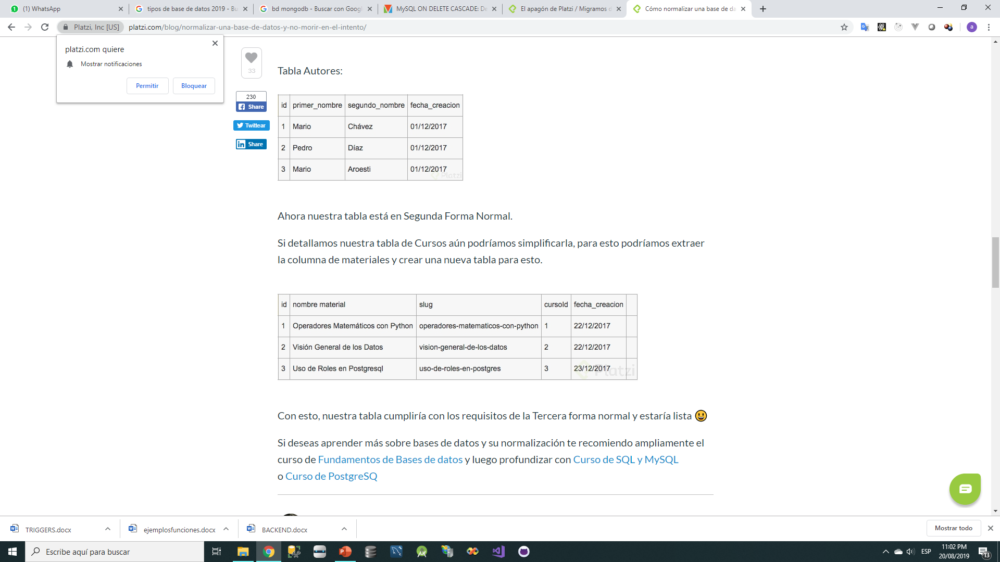 (1) WhatsApp
tipos de base de datos 2019 - Bu
bd mongodb - Buscar con Googl
MySQL ON DELETE CASCADE: De
El apagón de Platzi / Migramos d
Cómo normalizar una base de da
Platzi, Inc [US]
platzi.com/blog/normalizar-una-base-de-datos-y-no-morir-en-el-intento/
a
platzi.com quiere
Mostrar notificaciones
Permitir
Bloquear
33
230
Share
Twittear
Share
Tabla Autores:
id primer_nombre segundo_nombre fecha_creacion
1 Mario Chávez 01/12/2017
2 Pedro Díaz 01/12/2017
3 Mario Aroesti 01/12/2017
Platzi
Ahora nuestra tabla está en Segunda Forma Normal.
Si detallamos nuestra tabla de Cursos aún podríamos simplificarla, para esto podríamos extraer
la columna de materiales y crear una nueva tabla para esto.
id nombre material slug cursoId fecha_creacion
1 Operadores Matemáticos con Python operadores-matematicos-con-python 1 22/12/2017
2 Visión General de los Datos vision-general-de-los-datos 2 22/12/2017
3 Uso de Roles en Postgresql uso-de-roles-en-postgres 3 23/12/2017
Platzi
Con esto, nuestra tabla cumpliría con los requisitos de la Tercera forma normal y estaría lista 😃
Si deseas aprender más sobre bases de datos y su normalización te recomiendo ampliamente el
curso de Fundamentos de Bases de datos y luego profundizar con Curso de SQL y MySQL
o Curso de PostgreSQ
TRIGGERS.docx
ejemplosfunciones.docx
BACKEND.docx
Mostrar todo
Escribe aquí para buscar
ESP
11:02 PM
20/08/2019
13